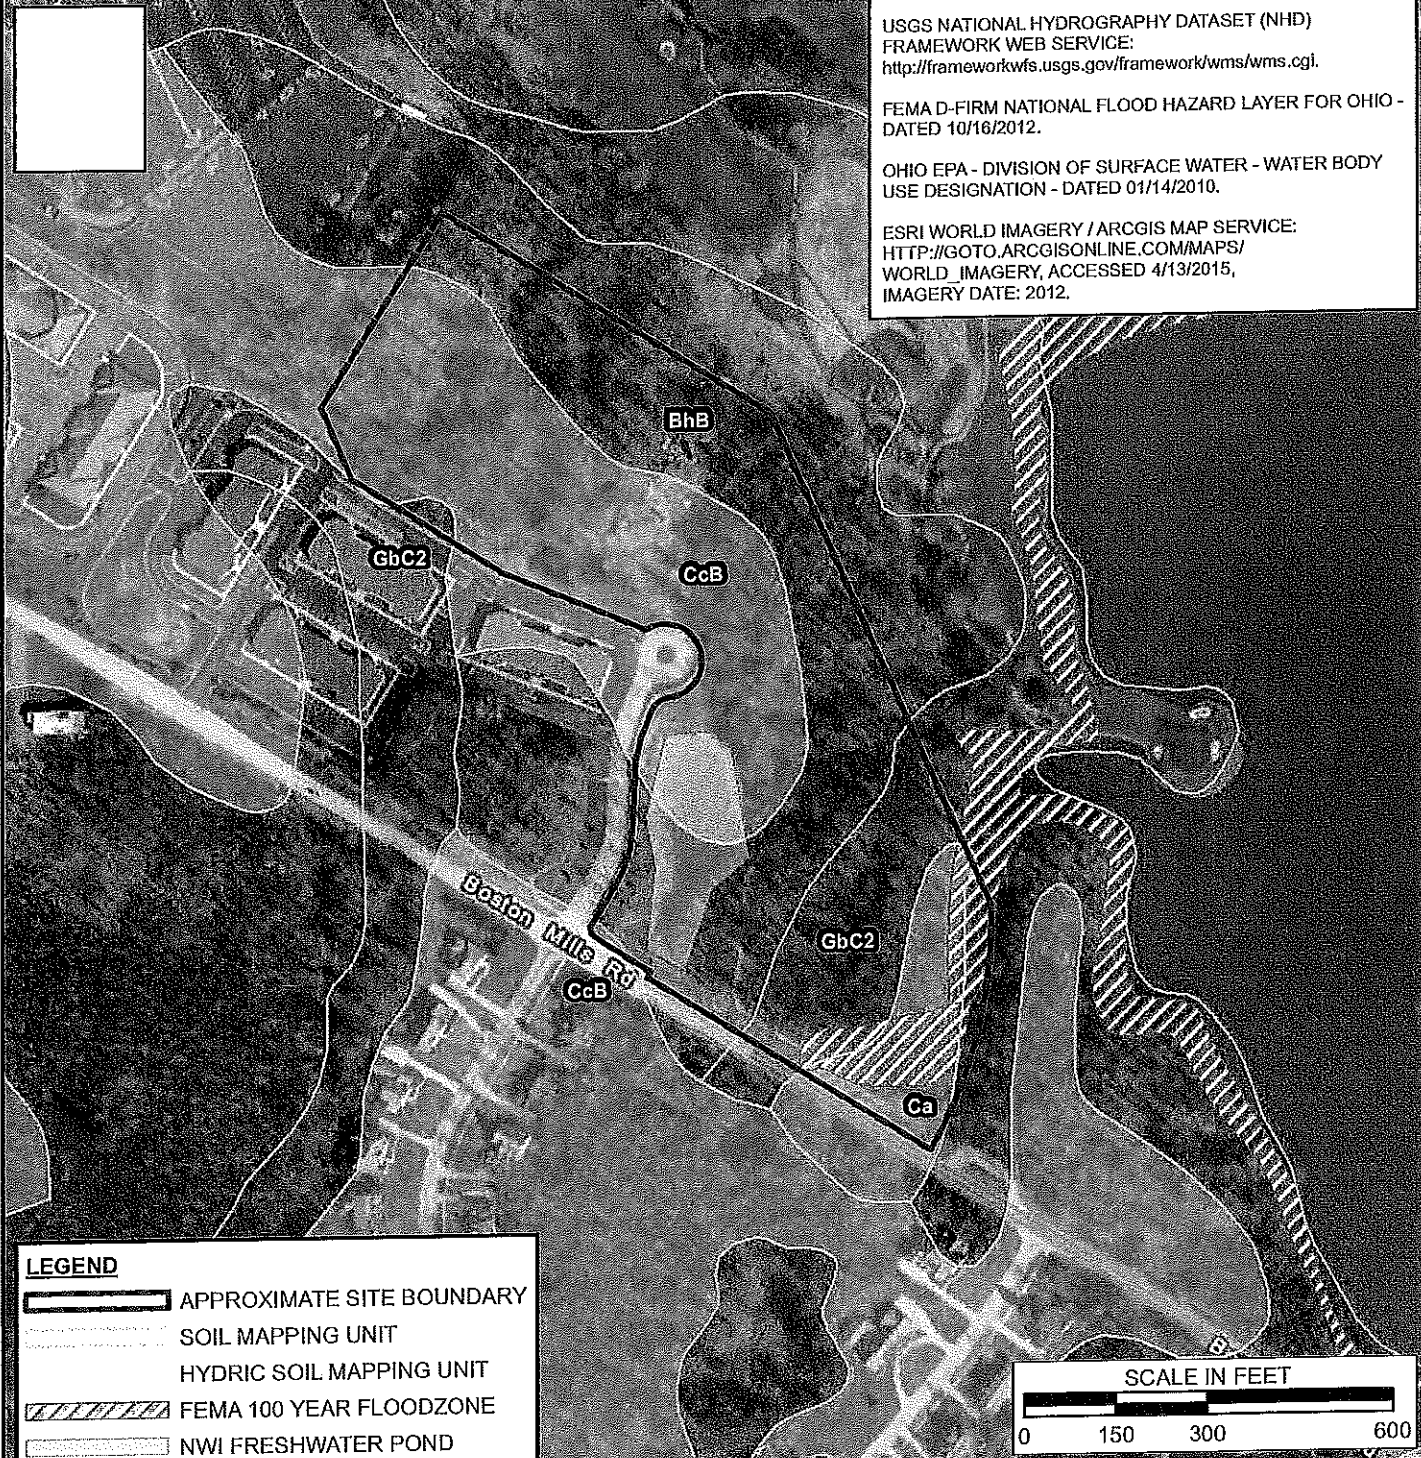 USGS NATIONAL HYDROGRAPHY DATASET (NHD)
FRAMEWORK WEB SERVICE:
http://frameworkwfs.usgs.gov/framework/wms/wms.cgi.
FEMA D-FIRM NATIONAL FLOOD HAZARD LAYER FOR OHIO -
DATED 10/16/2012.
OHIO EPA - DIVISION OF SURFACE WATER - WATER BODY
USE DESIGNATION - DATED 01/14/2010.
ESRI WORLD IMAGERY / ARCGIS MAP SERVICE:
HTTP://GOTO.ARCGISONLINE.COM/MAPS/
WORLD_IMAGERY, ACCESSED 4/13/2015,
IMAGERY DATE: 2012.
BhB
GbC2
CcB
GbC2
Boston Mills Rd
CcB
Ca
LEGEND
APPROXIMATE SITE BOUNDARY
SOIL MAPPING UNIT
HYDRIC SOIL MAPPING UNIT
FEMA 100 YEAR FLOODZONE
NWI FRESHWATER POND
SCALE IN FEET
0 150 300 600